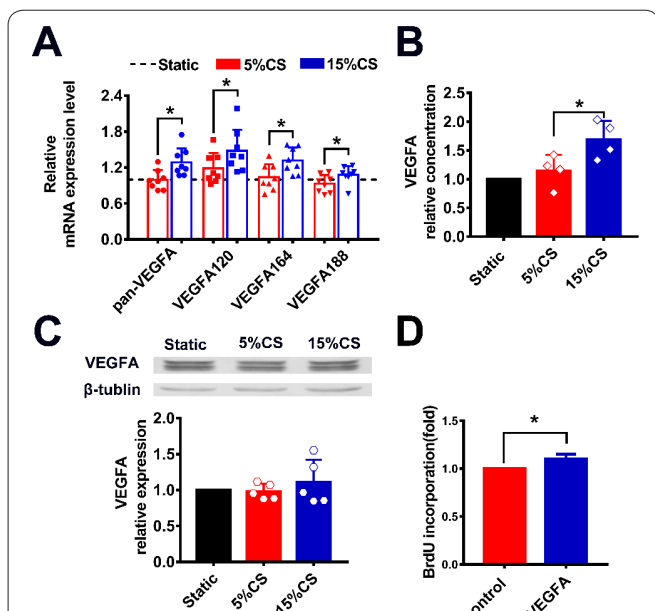 A
Static
5%CS
15%CS
Relative
mRNA expression level
2.4
1.8
1.2
0.6
0.0
*
*
*
*
pan-VEGFA
VEGFA120
VEGFA164
VEGFA188
B
VEGFA
relative concentration
2.5
2.0
1.5
1.0
0.5
0.0
*
Static
5%CS
15%CS
C
Static
5%CS
15%CS
VEGFA
β-tublin
VEGFA
relative expression
2.0
1.5
1.0
0.5
0.0
Static
5%CS
15%CS
D
BrdU incorporation(fold)
1.5
1.0
0.5
0.0
*
ontrol
VEGFA